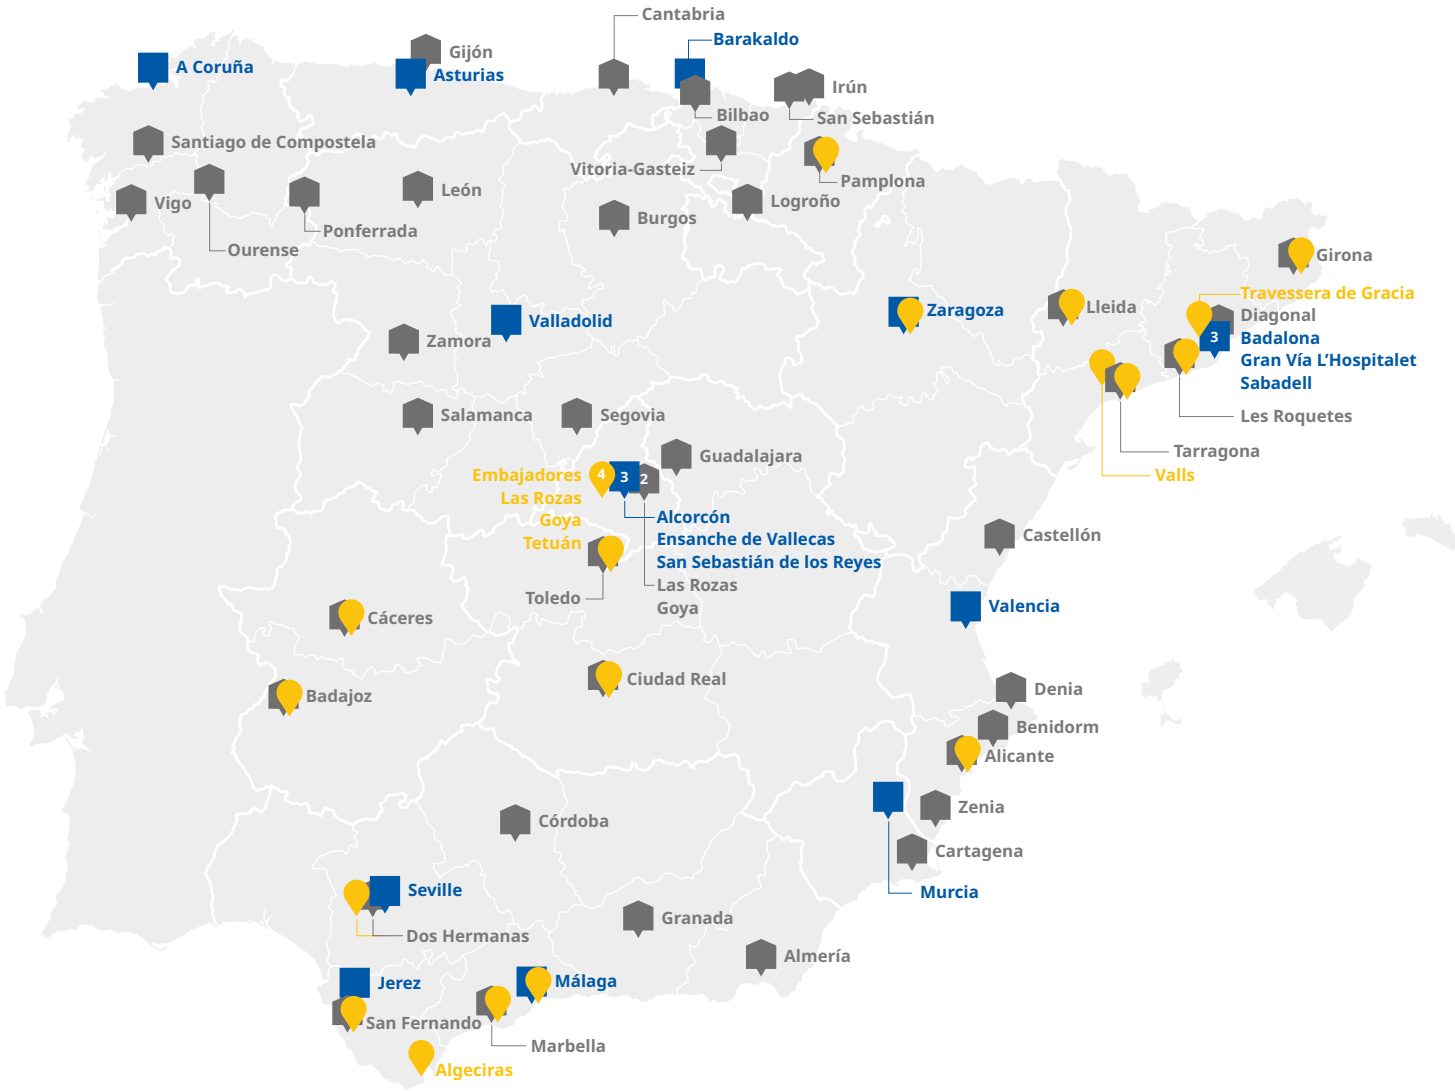 Cantabria
Barakaldo
Gijón
A Coruña
Asturias
Irún
Bilbao
San Sebastián
Santiago de Compostela
Vitoria-Gasteiz
Pamplona
León
Logroño
Vigo
Burgos
Ponferrada
Ourense
Girona
Travessera de Gracia
Lleida
Zaragoza
Diagonal
Valladolid
3
Badalona
Zamora
Gran Vía L’Hospitalet
Sabadell
Salamanca
Segovia
Les Roquetes
Tarragona
Guadalajara
Valls
Embajadores
4
3
2
Las Rozas
Goya
Tetuán
Alcorcón
Ensanche de Vallecas
San Sebastián de los Reyes
Las Rozas
Goya
Castellón
Toledo
Valencia
Cáceres
Ciudad Real
Denia
Badajoz
Benidorm
Alicante
Zenia
Córdoba
Cartagena
Seville
Murcia
Granada
Dos Hermanas
Almería
Jerez
Málaga
San Fernando
Marbella
Algeciras